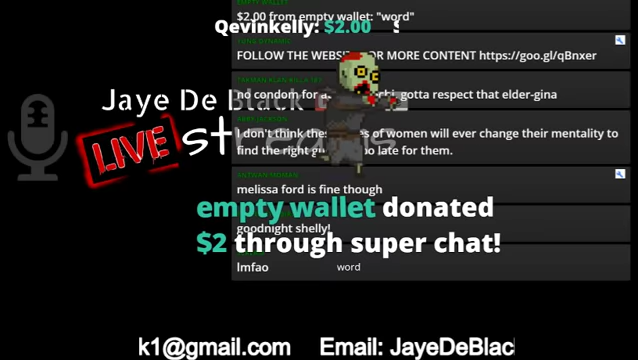 $2.00 from empty wallet: "word"
Qevinkelly: $2.00
FOLLOW THE WEBSITE FOR MORE CONTENT https://goo.gl/qBnxer
no condom for gotta respect that elder-gina
Jaye De Black
LIVE
I don't think of women will ever change their mentality to
find the right too late for them.
melissa ford is fine though
empty wallet donated
goodnight shelly!
$2 through super chat!
lmfao
word
k1@gmail.com Email: JayeDeBlac